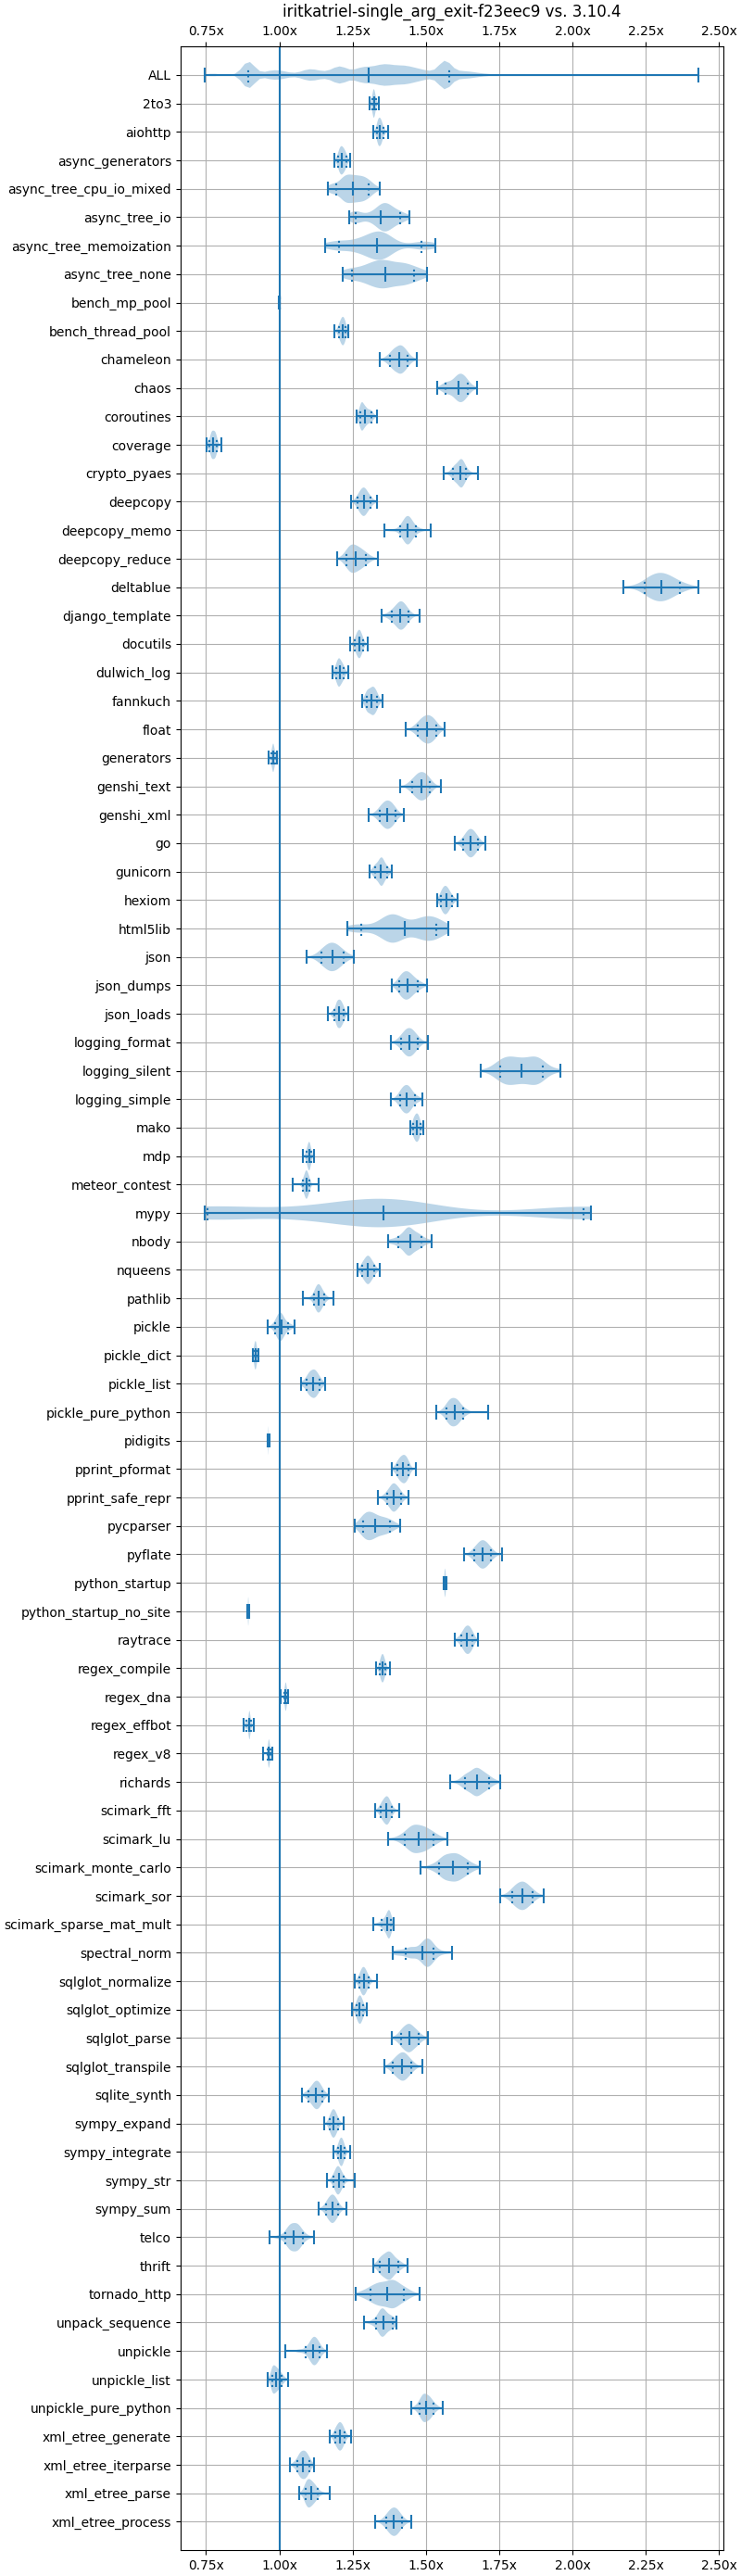 iritkatriel-single_arg_exit-f23eec9 vs. 3.10.4
0.75x 1.00x 1.25x 1.50x 1.75x 2.00x 2.25x 2.50x
ALL
2to3
aiohttp
async_generators
async_tree_cpu_io_mixed
async_tree_io
async_tree_memoization
async_tree_none
bench_mp_pool
bench_thread_pool
chameleon
chaos
coroutines
coverage
crypto_pyaes
deepcopy
deepcopy_memo
deepcopy_reduce
deltablue
django_template
docutils
dulwich_log
fannkuch
float
generators
genshi_text
genshi_xml
go
gunicorn
hexiom
html5lib
json
json_dumps
json_loads
logging_format
logging_silent
logging_simple
mako
mdp
meteor_contest
mypy
nbody
nqueens
pathlib
pickle
pickle_dict
pickle_list
pickle_pure_python
pidigits
pprint_pformat
pprint_safe_repr
pycparser
pyflate
python_startup
python_startup_no_site
raytrace
regex_compile
regex_dna
regex_effbot
regex_v8
richards
scimark_fft
scimark_lu
scimark_monte_carlo
scimark_sor
scimark_sparse_mat_mult
spectral_norm
sqlglot_normalize
sqlglot_optimize
sqlglot_parse
sqlglot_transpile
sqlite_synth
sympy_expand
sympy_integrate
sympy_str
sympy_sum
telco
thrift
tornado_http
unpack_sequence
unpickle
unpickle_list
unpickle_pure_python
xml_etree_generate
xml_etree_iterparse
xml_etree_parse
xml_etree_process
0.75x 1.00x 1.25x 1.50x 1.75x 2.00x 2.25x 2.50x